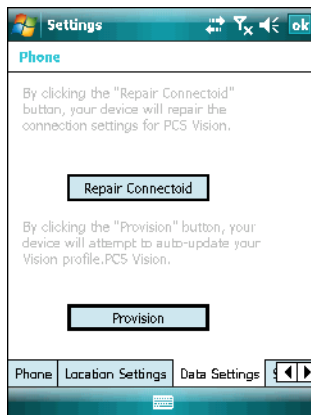 Settings ok
Phone
By clicking the "Repair Connectoid"
button, your device will repair the
connection settings for PCS Vision.
Repair Connectoid
By clicking the "Provision" button, your
device will attempt to auto-update your
Vision profile.PCS Vision.
Provision
Phone Location Settings Data Settings